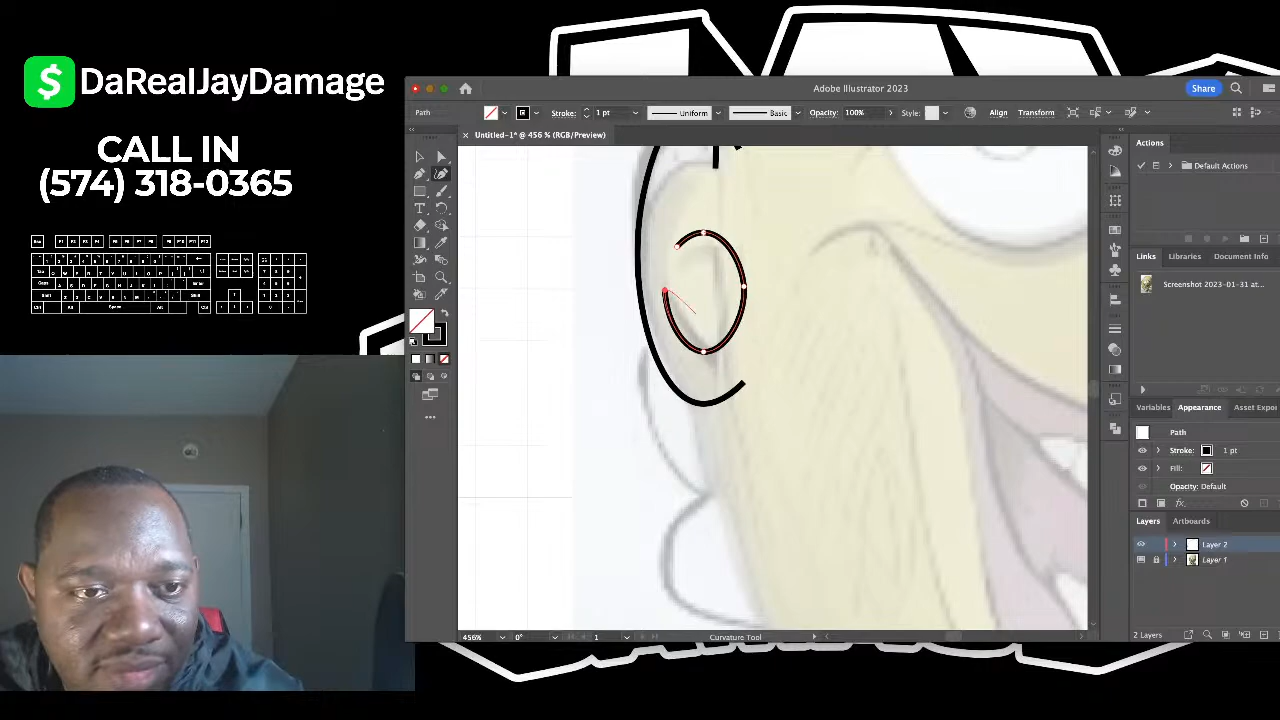 DaRealJayDamage
CALL IN
(574) 318-0365
Adobe Illustrator 2023
Share
Path
Stroke:
1 pt
Uniform
Basic
Opacity:
100%
Style:
Align
Transform
Untitled-1* @ 456 % (RGB/Preview)
Actions
Default Actions
Links
Libraries
Document Info
Screenshot 2023-01-31 at...
Variables
Appearance
Asset Expor
Path
Stroke:
1 pt
Fill:
Opacity: Default
Layers
Artboards
Layer 2
Layer 1
2 Layers
456%
0°
1
Curvature Tool